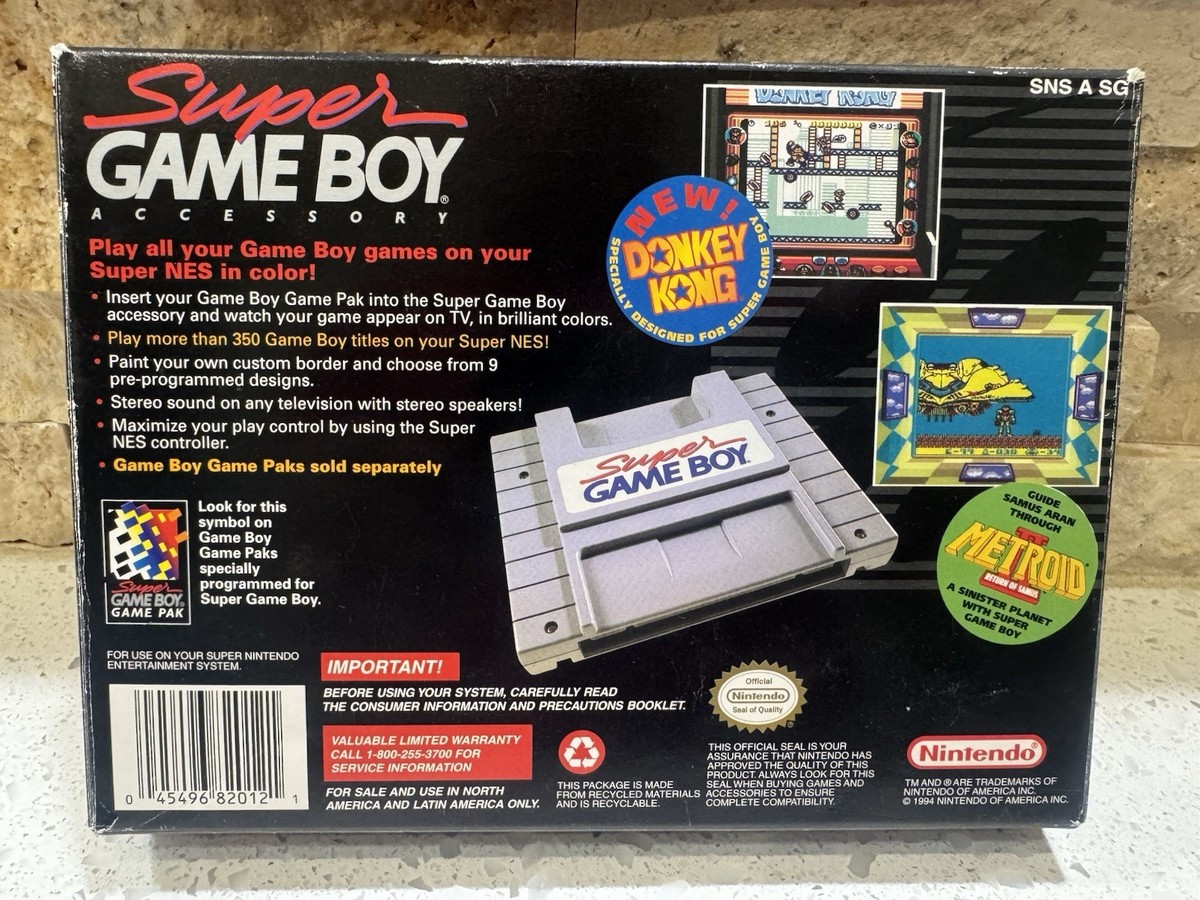 SNS A SG
Super
GAME BOY®
ACCESSORY
Play all your Game Boy games on your
Super NES in color!
• Insert your Game Boy Game Pak into the Super Game Boy
accessory and watch your game appear on TV, in brilliant colors.
• Play more than 350 Game Boy titles on your Super NES!
• Paint your own custom border and choose from 9
pre-programmed designs.
• Stereo sound on any television with stereo speakers!
• Maximize your play control by using the Super
NES controller.
• Game Boy Game Paks sold separately
DONKEY KONG
NEW!
DONKEY
KONG
SPECIALLY DESIGNED FOR SUPER GAME BOY
Super
GAME BOY
GUIDE
SAMUS ARAN
THROUGH
METROID II
RETURN OF SAMUS
A SINISTER PLANET
WITH SUPER
GAME BOY
Super
GAME BOY
GAME PAK
Look for this
symbol on
Game Boy
Game Paks
specially
programmed for
Super Game Boy.
FOR USE ON YOUR SUPER NINTENDO
ENTERTAINMENT SYSTEM.
0 45496 82012 1
IMPORTANT!
BEFORE USING YOUR SYSTEM, CAREFULLY READ
THE CONSUMER INFORMATION AND PRECAUTIONS BOOKLET.
VALUABLE LIMITED WARRANTY
CALL 1-800-255-3700 FOR
SERVICE INFORMATION
FOR SALE AND USE IN NORTH
AMERICA AND LATIN AMERICA ONLY.
THIS PACKAGE IS MADE
FROM RECYCLED MATERIALS
AND IS RECYCLABLE.
Official
Nintendo
Seal of Quality
THIS OFFICIAL SEAL IS YOUR
ASSURANCE THAT NINTENDO HAS
APPROVED THE QUALITY OF THIS
PRODUCT. ALWAYS LOOK FOR THIS
SEAL WHEN BUYING GAMES AND
ACCESSORIES TO ENSURE
COMPLETE COMPATIBILITY.
Nintendo®
TM AND ® ARE TRADEMARKS OF
NINTENDO OF AMERICA INC.
© 1994 NINTENDO OF AMERICA INC.